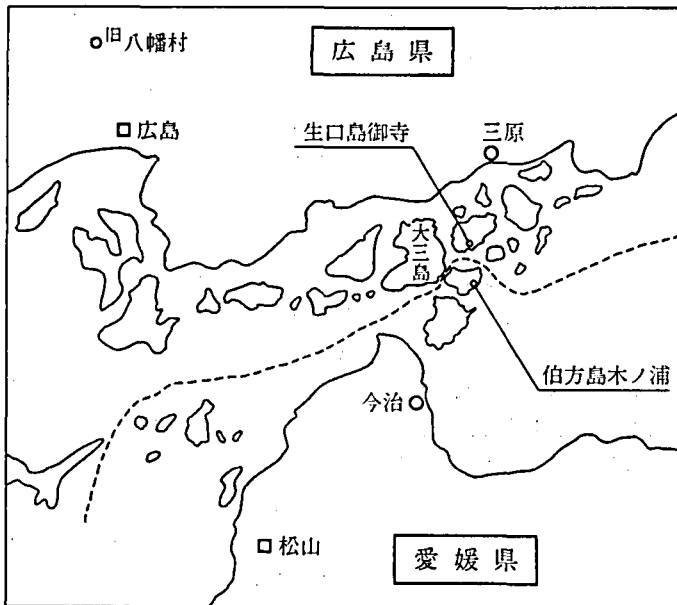 旧八幡村
広島県
広島
生口島御寺
三原
大三島
伯方島木ノ浦
今治
松山
愛媛県